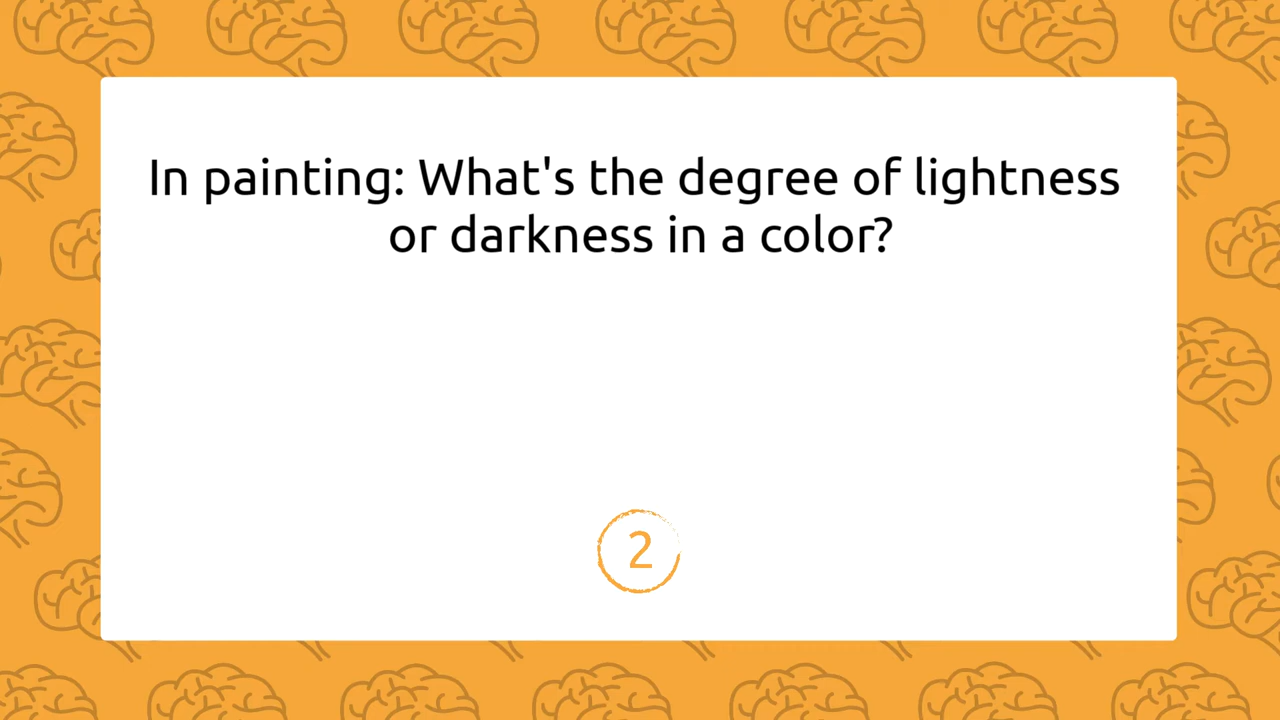 In painting: What's the degree of lightness
or darkness in a color?
2